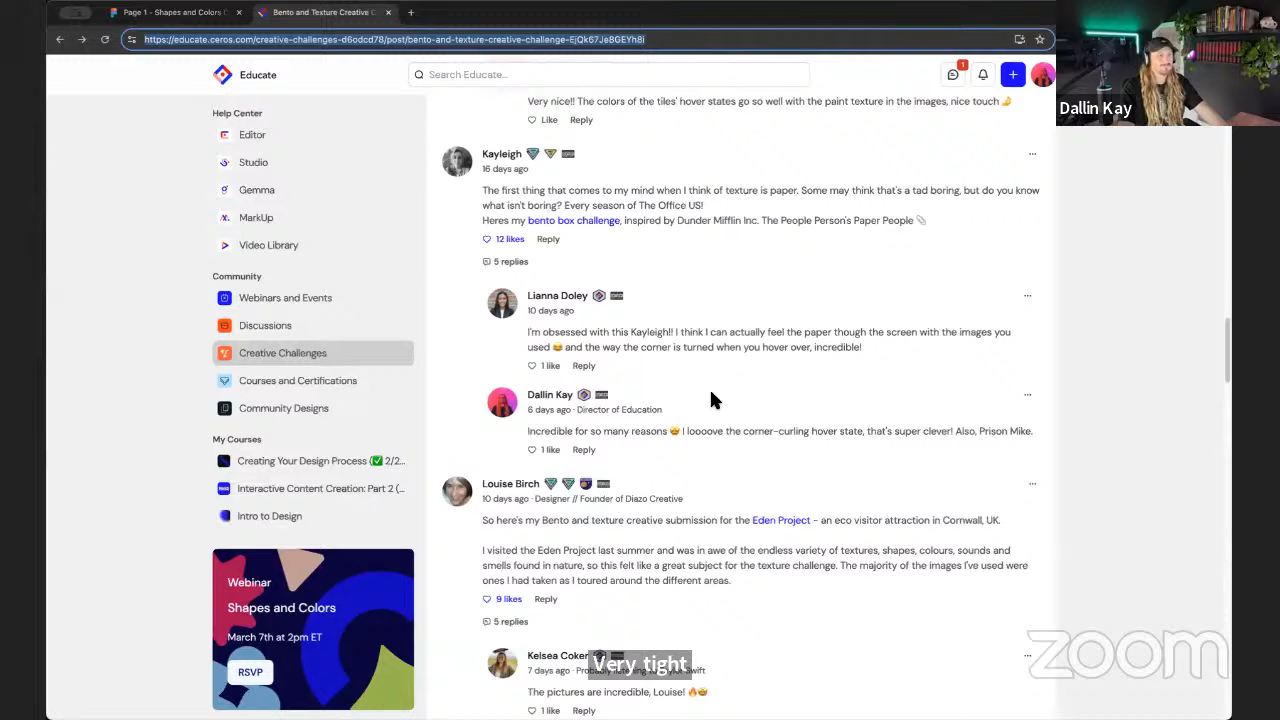 Page 1 – Shapes and Colors C
Bento and Texture Creative C
https://educate.ceros.com/creative-challenges-d6odcd78/post/bento-and-texture-creative-challenge-EjQk67Je8GEYh8i
Educate
Search Educate...
1
Dallin Kay
Help Center
Editor
Studio
Gemma
MarkUp
Video Library
Community
Webinars and Events
Discussions
Creative Challenges
Courses and Certifications
Community Designs
My Courses
Creating Your Design Process (✅ 2/2...
Interactive Content Creation: Part 2 (...
Intro to Design
Webinar
Shapes and Colors
March 7th at 2pm ET
RSVP
Very nice!! The colors of the tiles' hover states go so well with the paint texture in the images, nice touch 🤌
Like Reply
Kayleigh
16 days ago
The first thing that comes to my mind when I think of texture is paper. Some may think that's a tad boring, but do you know
what isn't boring? Every season of The Office US!
Heres my bento box challenge, inspired by Dunder Mifflin Inc. The People Person's Paper People 📎
12 likes Reply
5 replies
Lianna Doley
10 days ago
I'm obsessed with this Kayleigh!! I think I can actually feel the paper though the screen with the images you
used 😂 and the way the corner is turned when you hover over, incredible!
1 like Reply
Dallin Kay
6 days ago · Director of Education
Incredible for so many reasons 🤩 I loooove the corner-curling hover state, that's super clever! Also, Prison Mike.
1 like Reply
Louise Birch
10 days ago · Designer // Founder of Diazo Creative
So here's my Bento and texture creative submission for the Eden Project – an eco visitor attraction in Cornwall, UK.
I visited the Eden Project last summer and was in awe of the endless variety of textures, shapes, colours, sounds and
smells found in nature, so this felt like a great subject for the texture challenge. The majority of the images I've used were
ones I had taken as I toured around the different areas.
9 likes Reply
5 replies
Kelsea Coker
7 days ago · Swift
The pictures are incredible, Louise! 🔥🤩
1 like Reply
Very tight
zoom